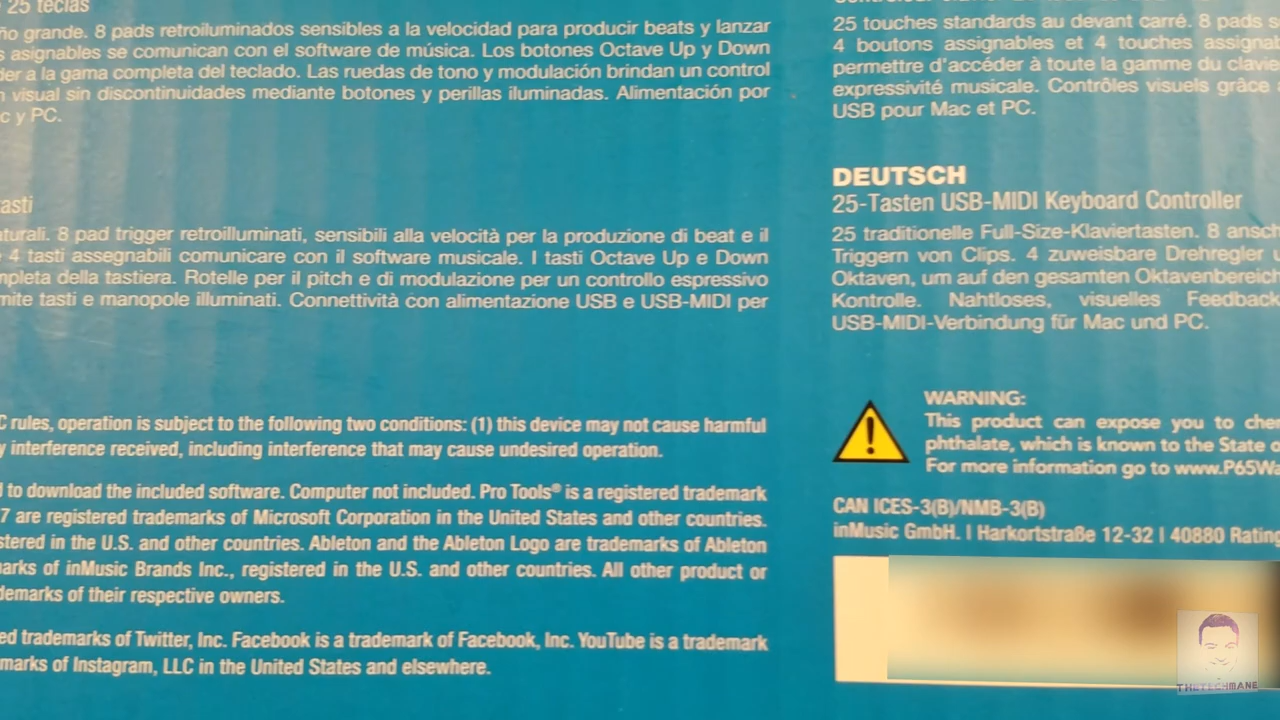 25 teclas
ño grande. 8 pads retroiluminados sensibles a la velocidad para producir beats y lanzar
s asignables se comunican con el software de música. Los botones Octave Up y Down
der a la gama completa del teclado. Las ruedas de tono y modulación brindan un control
n visual sin discontinuidades mediante botones y perillas iluminadas. Alimentación por
c y PC.
asti
aturali. 8 pad trigger retroilluminati, sensibili alla velocità per la produzione di beat e il
4 tasti assegnabili comunicare con il software musicale. I tasti Octave Up e Down
mpleta della tastiera. Rotelle per il pitch e di modulazione per un controllo espressivo
mite tasti e manopole illuminati. Connettività con alimentazione USB e USB-MIDI per
C rules, operation is subject to the following two conditions: (1) this device may not cause harmful
y interference received, including interference that may cause undesired operation.
d to download the included software. Computer not included. Pro Tools® is a registered trademark
7 are registered trademarks of Microsoft Corporation in the United States and other countries.
stered in the U.S. and other countries. Ableton and the Ableton Logo are trademarks of Ableton
arks of inMusic Brands Inc., registered in the U.S. and other countries. All other product or
demarks of their respective owners.
ed trademarks of Twitter, Inc. Facebook is a trademark of Facebook, Inc. YouTube is a trademark
marks of Instagram, LLC in the United States and elsewhere.
25 touches standards au devant carré. 8 pads s
4 boutons assignables et 4 touches assignab
permettre d'accéder à toute la gamme du clavie
expressivité musicale. Contrôles visuels grâce
USB pour Mac et PC.
DEUTSCH
25-Tasten USB-MIDI Keyboard Controller
25 traditionelle Full-Size-Klaviertasten. 8 ansch
Triggern von Clips. 4 zuweisbare Drehregler u
Oktaven, um auf den gesamten Oktavenbereich
Kontrolle. Nahtloses, visuelles Feedback
USB-MIDI-Verbindung für Mac und PC.
WARNING:
This product can expose you to che
phthalate, which is known to the State o
For more information go to www.P65Wa
CAN ICES-3(B)/NMB-3(B)
inMusic GmbH. | Harkortstraße 12-32 | 40880 Rating
THETECHMANE